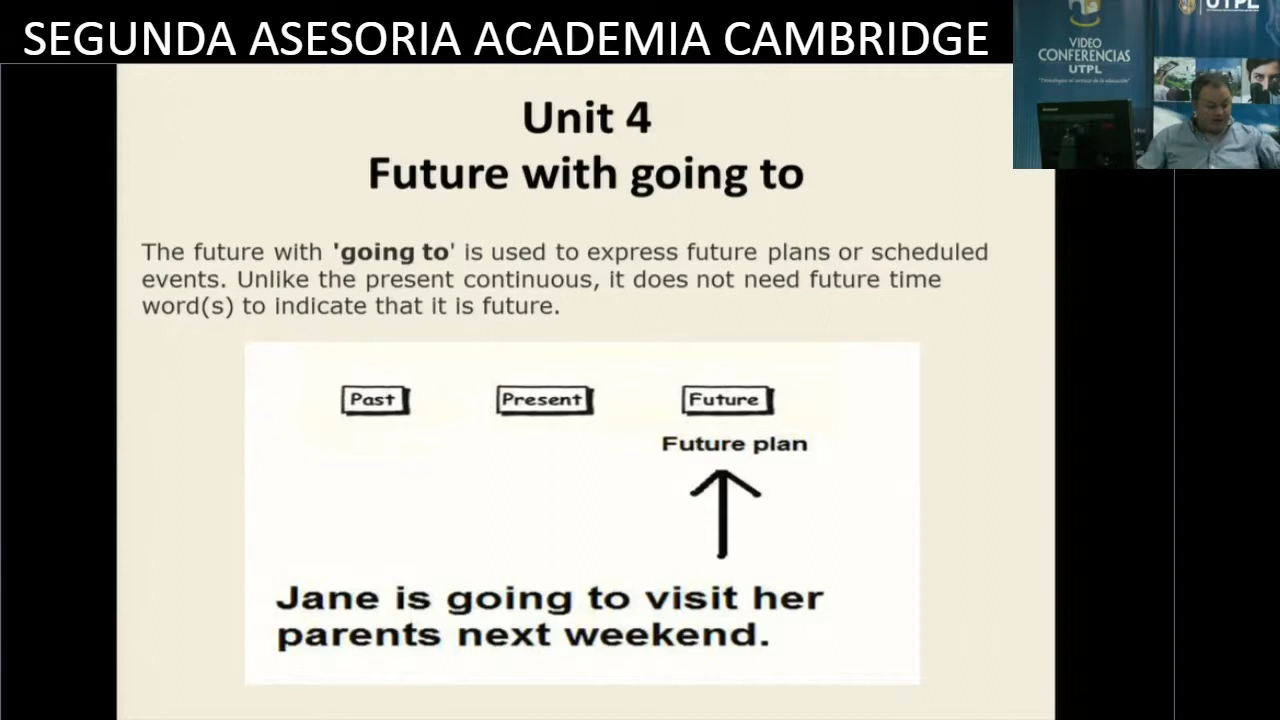 SEGUNDA ASESORIA ACADEMIA CAMBRIDGE
UTPL
VIDEO
CONFERENCIAS
UTPL
Unit 4
Future with going to
The future with 'going to' is used to express future plans or scheduled
events. Unlike the present continuous, it does not need future time
word(s) to indicate that it is future.
Past Present Future
Future plan
Jane is going to visit her
parents next weekend.